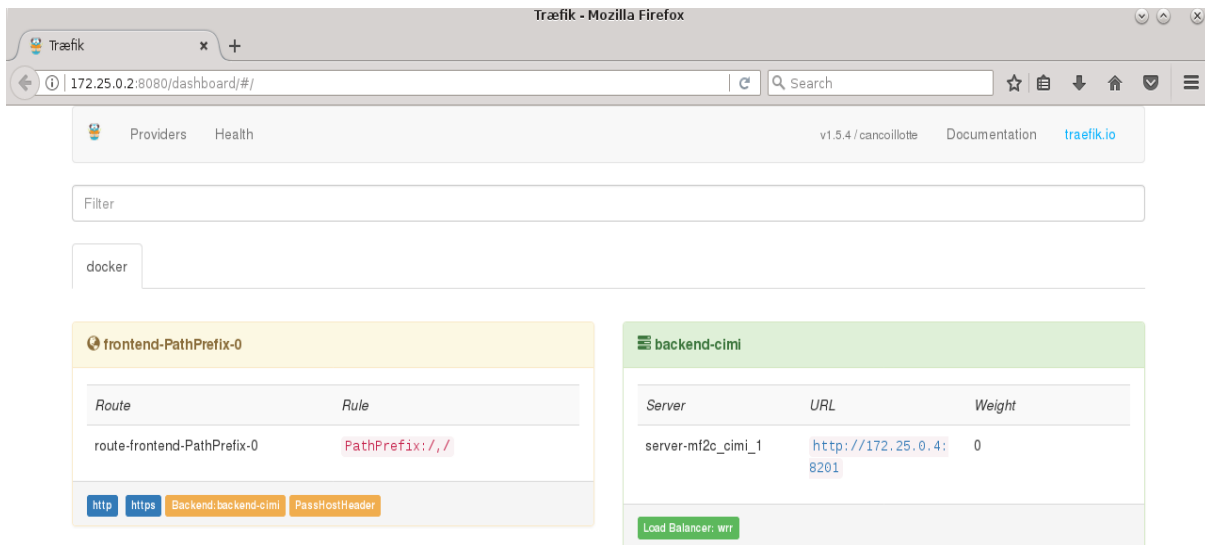 Træfik - Mozilla Firefox
Træfik
172.25.0.2:8080/dashboard/#/
Search
Providers Health v1.5.4 / cancoillotte Documentation traefik.io
Filter
docker
frontend-PathPrefix-0
Route Rule
route-frontend-PathPrefix-0 PathPrefix:/,/
http https Backend:backend-cimi PassHostHeader
backend-cimi
Server URL Weight
server-mf2c_cimi_1 http://172.25.0.4: 0
8201
Load Balancer: wrr